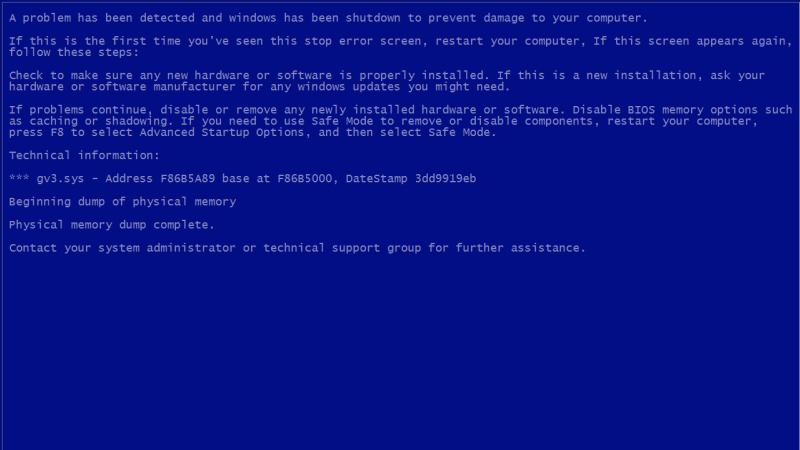 A problem has been detected and windows has been shutdown to prevent damage to your computer.
If this is the first time you've seen this stop error screen, restart your computer, If this screen appears again,
follow these steps:
Check to make sure any new hardware or software is properly installed. If this is a new installation, ask your
hardware or software manufacturer for any windows updates you might need.
If problems continue, disable or remove any newly installed hardware or software. Disable BIOS memory options such
as caching or shadowing. If you need to use Safe Mode to remove or disable components, restart your computer,
press F8 to select Advanced Startup Options, and then select Safe Mode.
Technical information:
*** gv3.sys - Address F86B5A89 base at F86B5000, DateStamp 3dd9919eb
Beginning dump of physical memory
Physical memory dump complete.
Contact your system administrator or technical support group for further assistance.